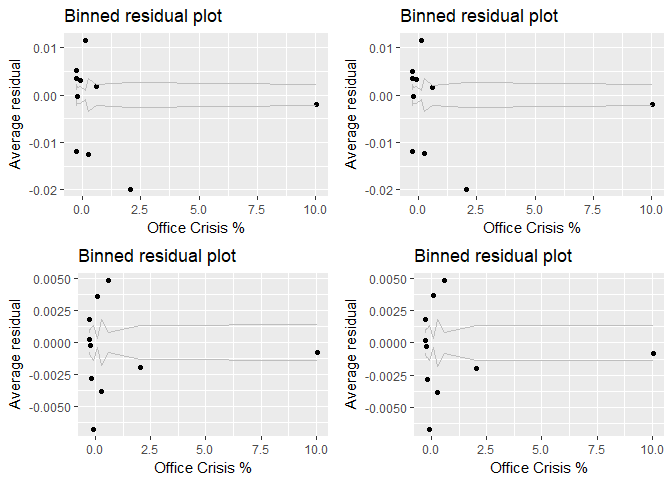 Binned residual plot
Average residual
0.01
0.00
-0.01
-0.02
0.0 2.5 5.0 7.5 10.0
Office Crisis %
Binned residual plot
Average residual
0.01
0.00
-0.01
-0.02
0.0 2.5 5.0 7.5 10.0
Office Crisis %
Binned residual plot
Average residual
0.0050
0.0025
0.0000
-0.0025
-0.0050
0.0 2.5 5.0 7.5 10.0
Office Crisis %
Binned residual plot
Average residual
0.0050
0.0025
0.0000
-0.0025
-0.0050
0.0 2.5 5.0 7.5 10.0
Office Crisis %